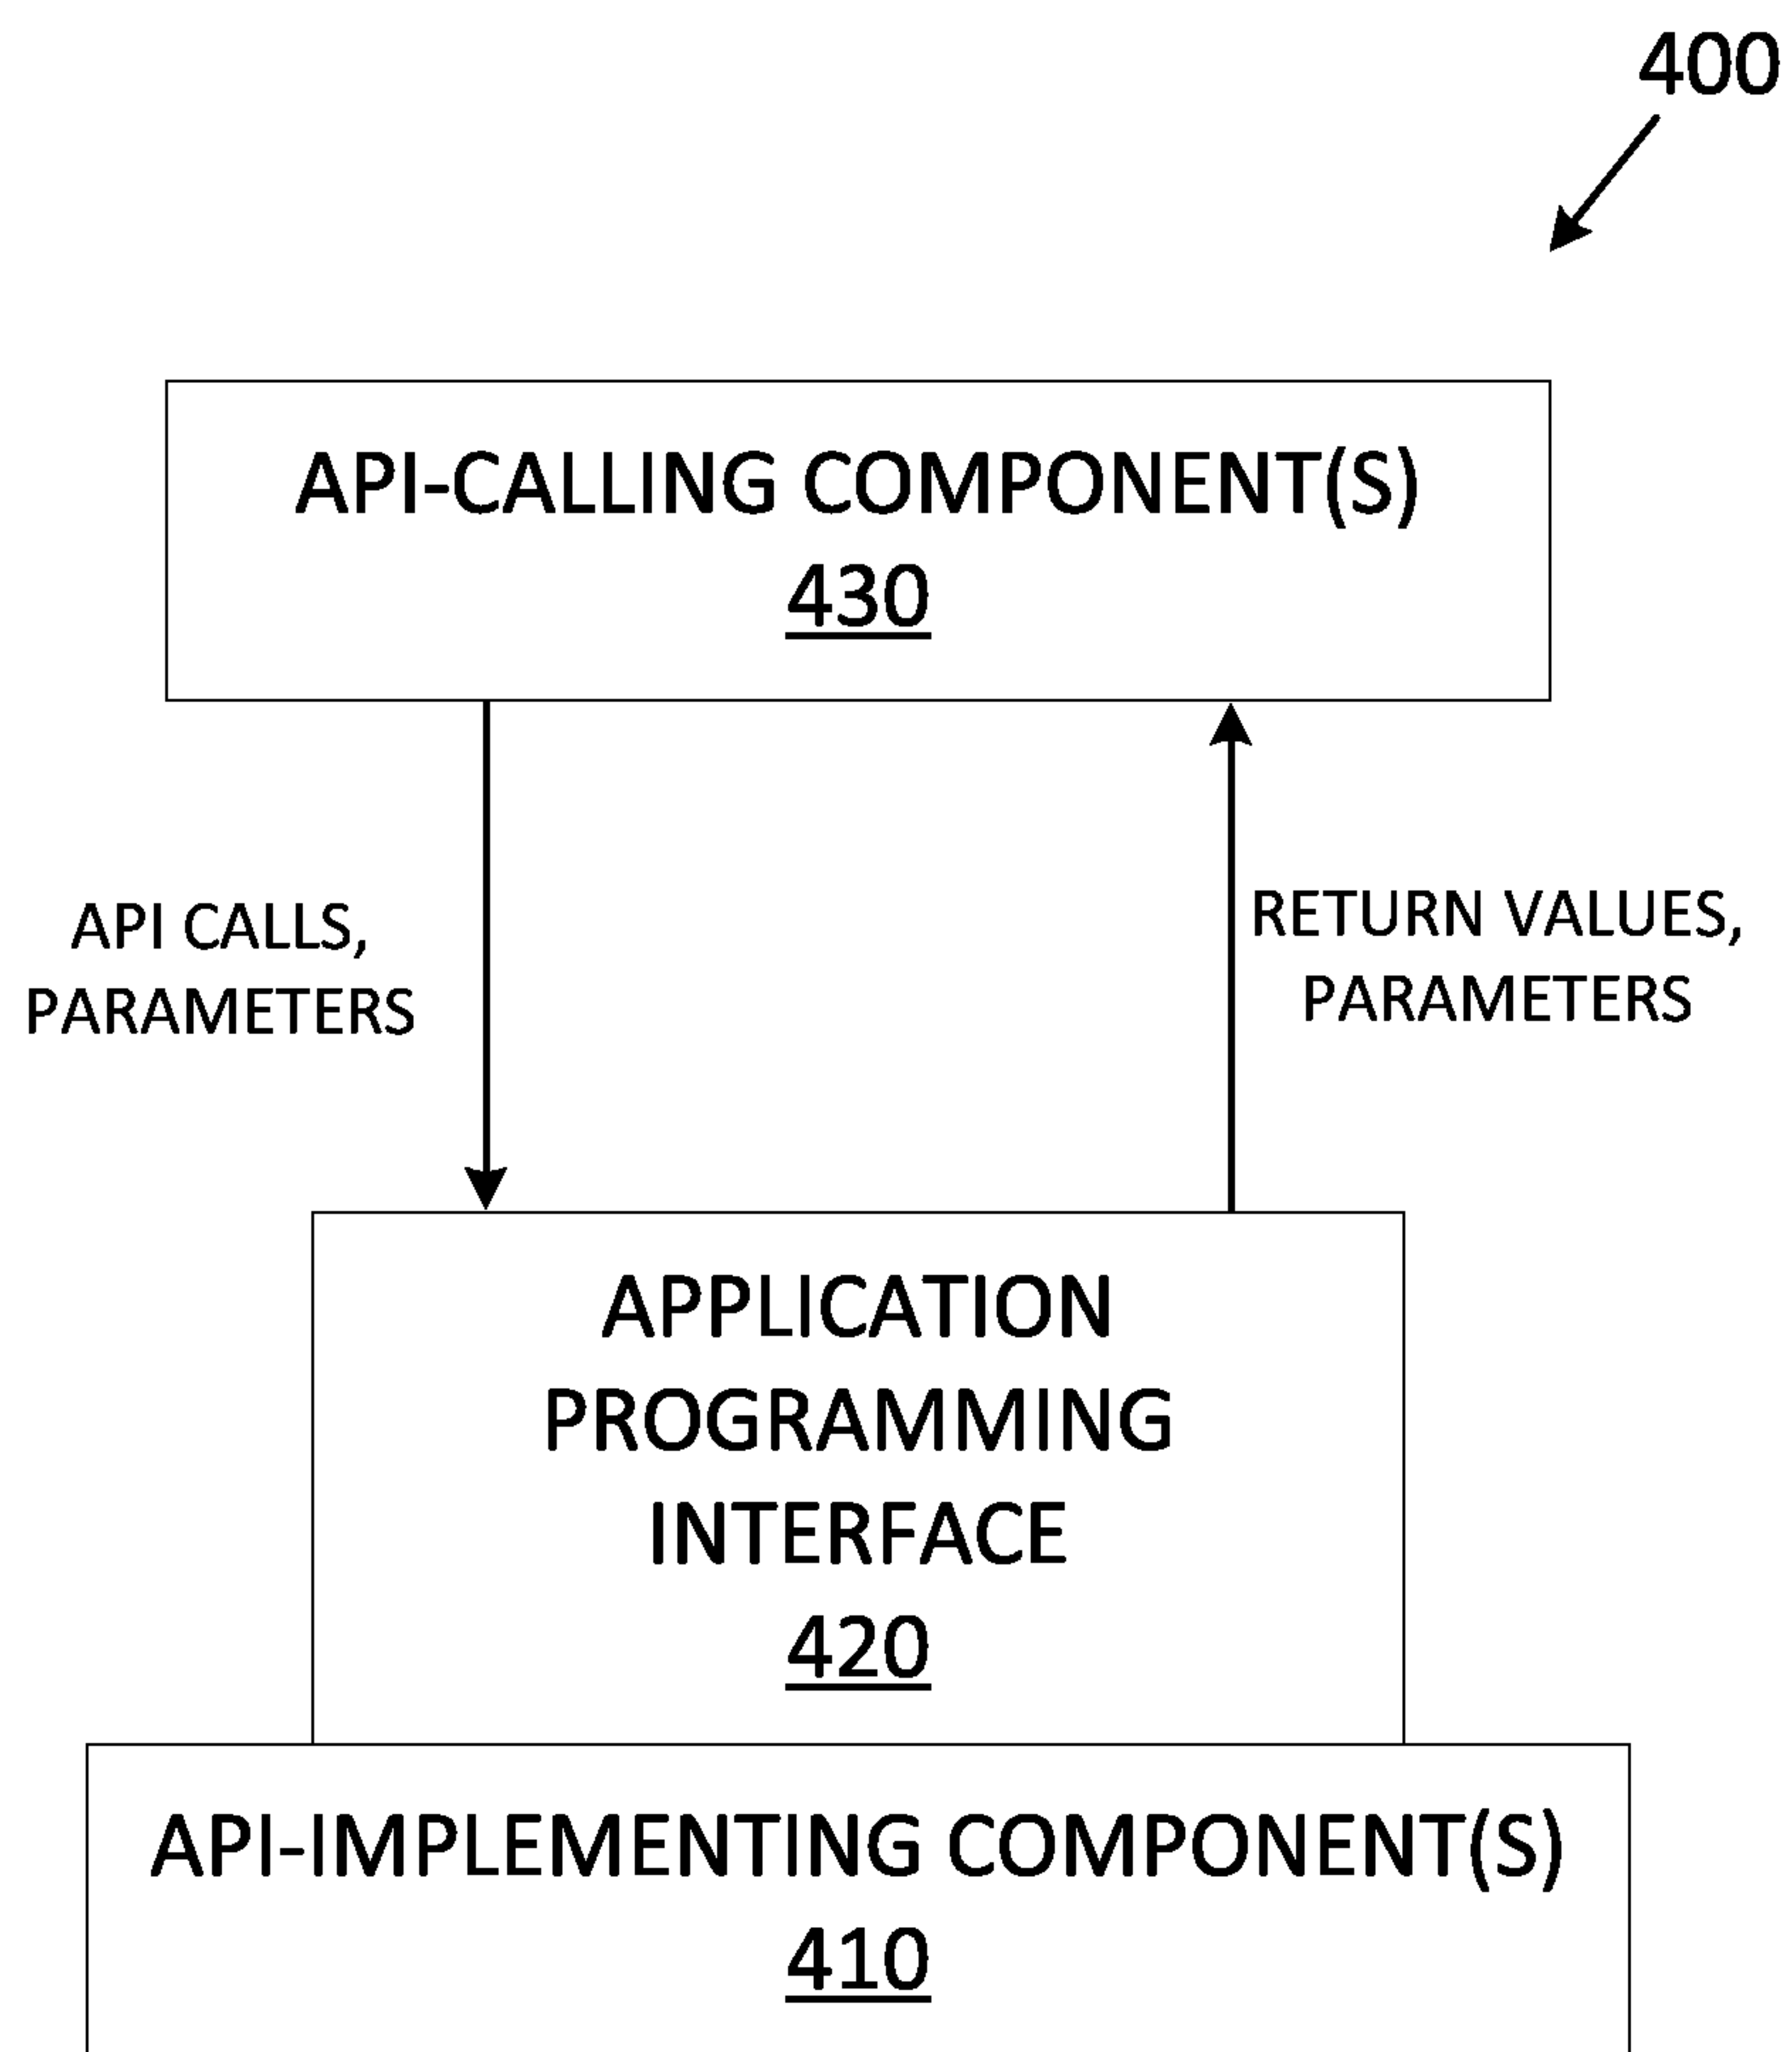 400
API-CALLING COMPONENT(S)
430
API CALLS,
PARAMETERS
RETURN VALUES,
PARAMETERS
APPLICATION
PROGRAMMING
INTERFACE
420
API-IMPLEMENTING COMPONENT(S)
410